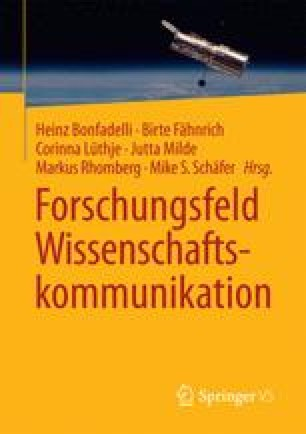 Heinz Bonfadelli · Birte Fähnrich
Corinna Lüthje · Jutta Milde
Markus Rhomberg · Mike S. Schäfer Hrsg.
Forschungsfeld
Wissenschafts-
kommunikation
Springer VS